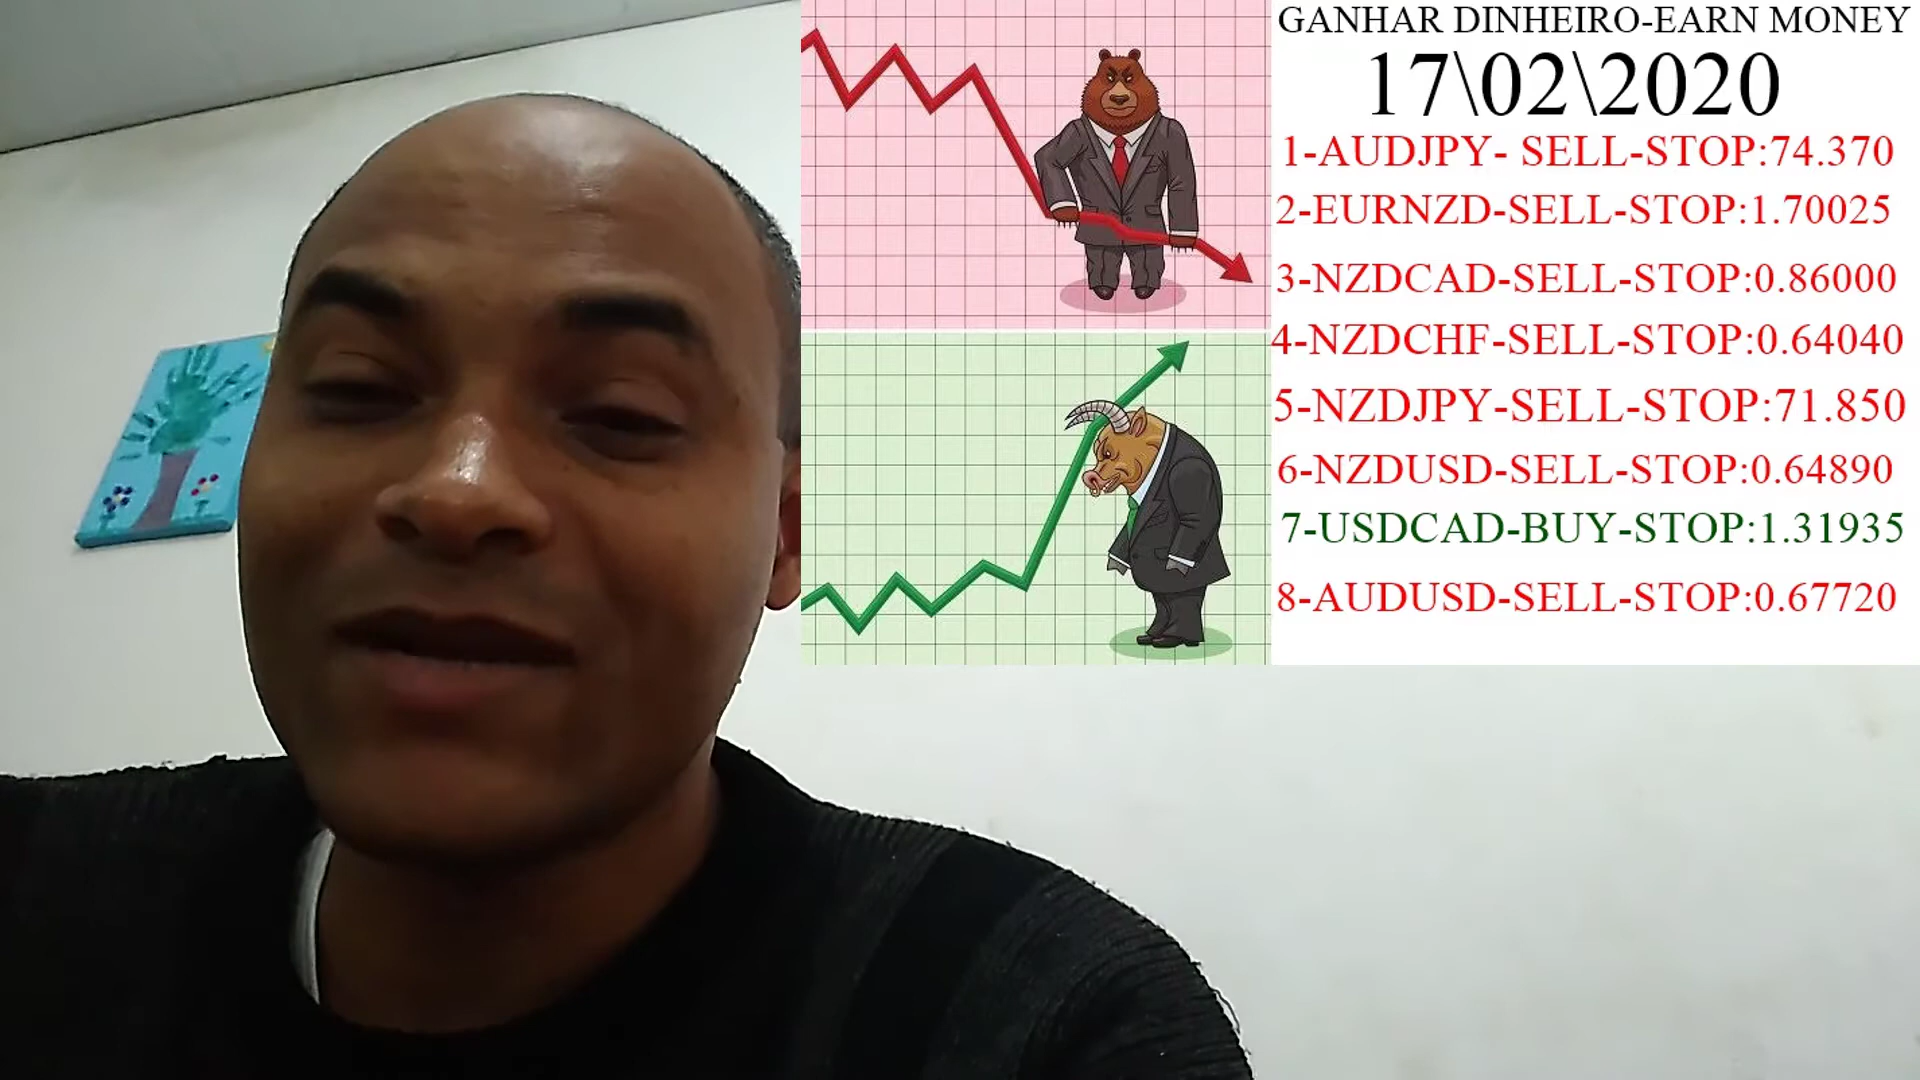 GANHAR DINHEIRO-EARN MONEY
17\02\2020
1-AUDJPY- SELL-STOP:74.370
2-EURNZD-SELL-STOP:1.70025
3-NZDCAD-SELL-STOP:0.86000
4-NZDCHF-SELL-STOP:0.64040
5-NZDJPY-SELL-STOP:71.850
6-NZDUSD-SELL-STOP:0.64890
7-USDCAD-BUY-STOP:1.31935
8-AUDUSD-SELL-STOP:0.67720